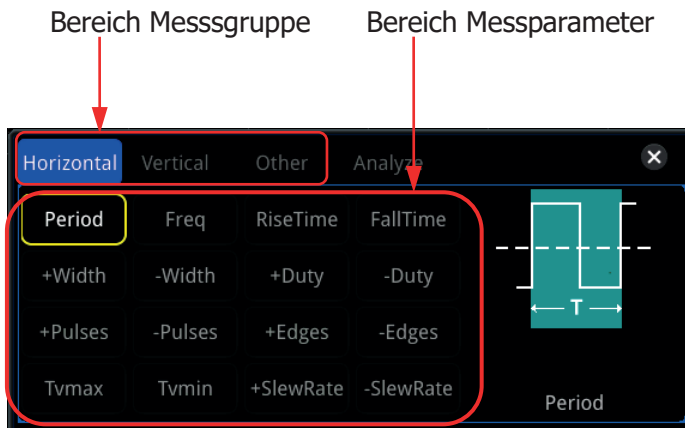 Bereich Messsgruppe Bereich Messparameter
Horizontal Vertical Other Analyze
Period Freq RiseTime FallTime
+Width -Width +Duty -Duty
T
+Pulses -Pulses +Edges -Edges
Tvmax Tvmin +SlewRate -SlewRate
Period